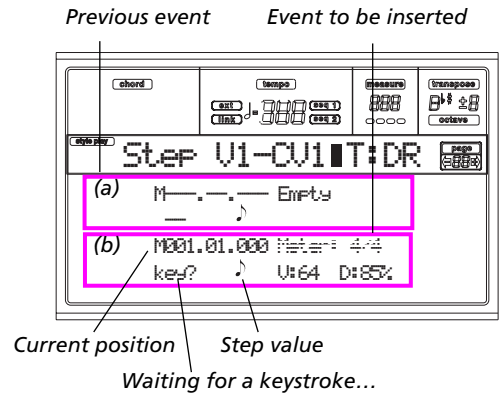 Previous event Event to be inserted
chord tempo measure transpose
ext seq 1
link seq 2
octave
style play Step V1-CV1 T:DR page
(a) M---.--.--- Empty
(b) M001.01.000 Meter: 4/4
key? V:64 D:85%
Current position Step value
Waiting for a keystroke…